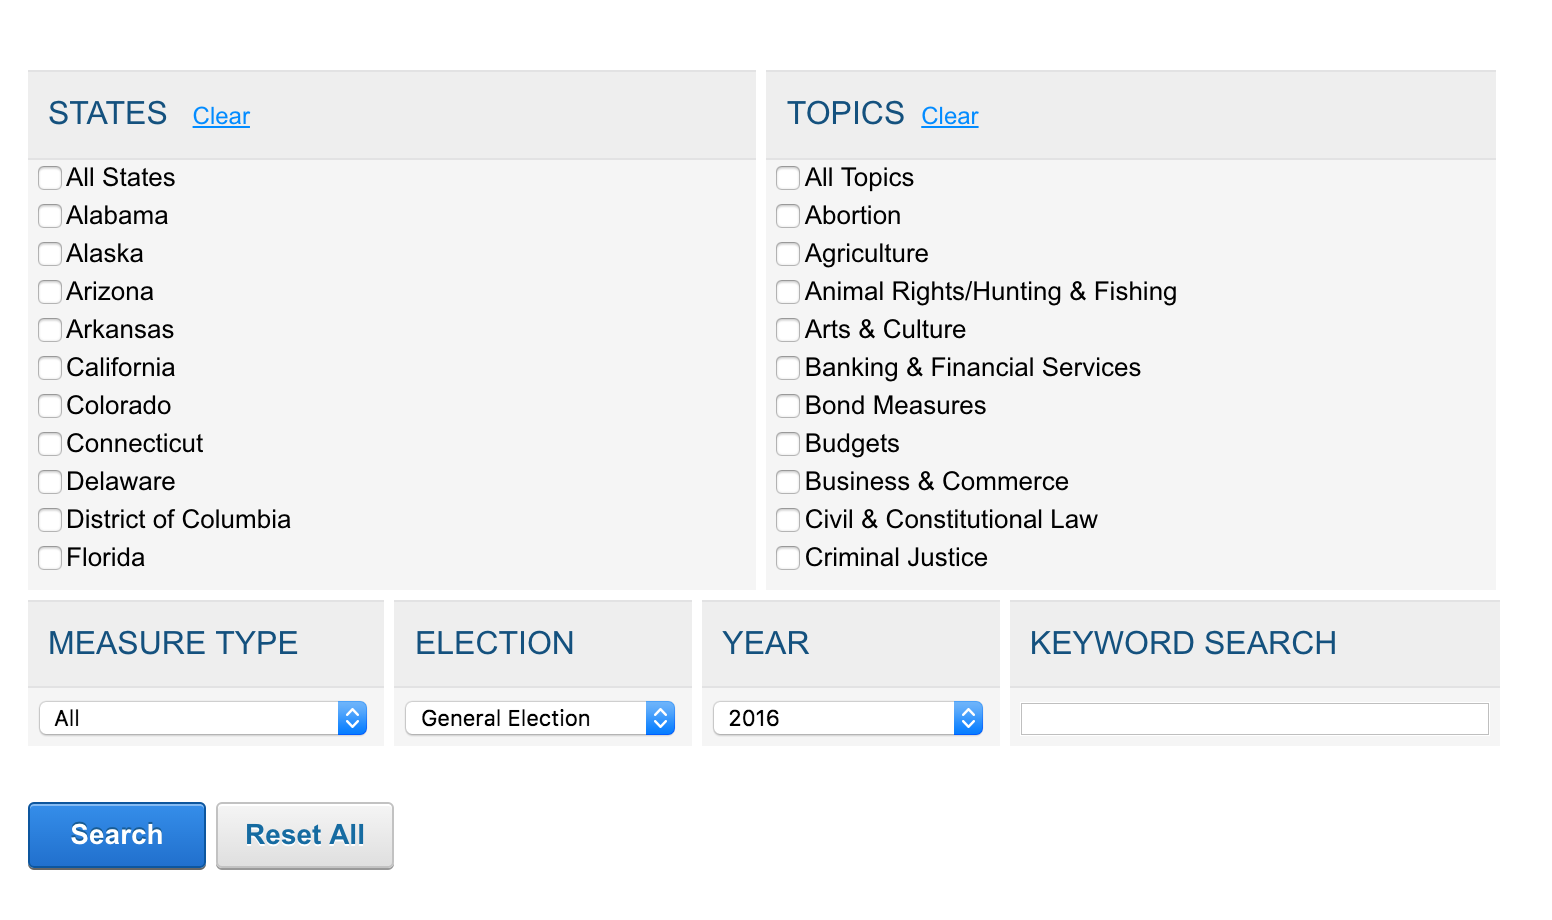 STATES Clear
All States
Alabama
Alaska
Arizona
Arkansas
California
Colorado
Connecticut
Delaware
District of Columbia
Florida
TOPICS Clear
All Topics
Abortion
Agriculture
Animal Rights/Hunting & Fishing
Arts & Culture
Banking & Financial Services
Bond Measures
Budgets
Business & Commerce
Civil & Constitutional Law
Criminal Justice
MEASURE TYPE
All
ELECTION
General Election
YEAR
2016
KEYWORD SEARCH
Search
Reset All